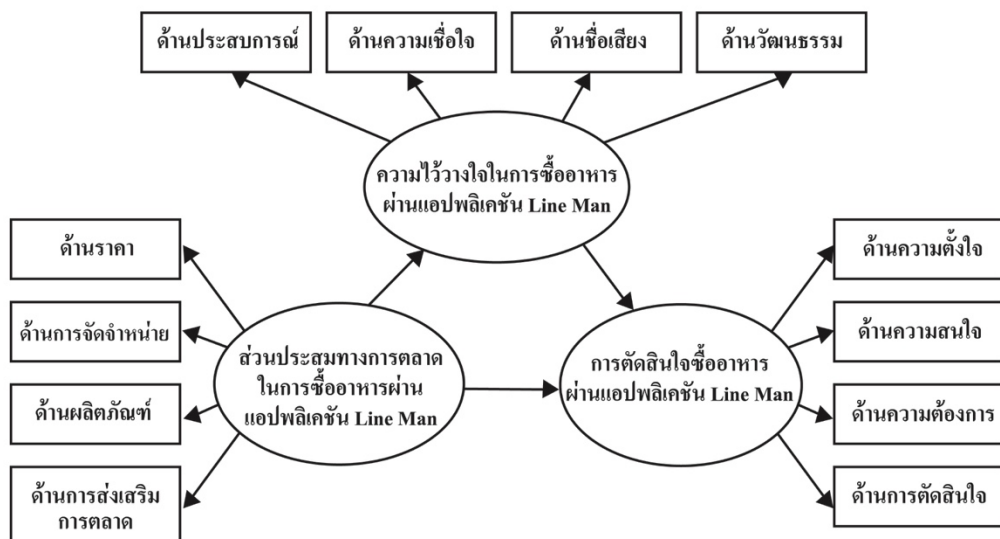 ด้านประสบการณ์
ด้านความเชื่อใจ
ด้านชื่อเสียง
ด้านวัฒนธรรม
ความไว้วางใจในการซื้ออาหาร
ผ่านแอปพลิเคชัน Line Man
ด้านราคา
ด้านการจัดจำหน่าย
ด้านผลิตภัณฑ์
ด้านการส่งเสริม
การตลาด
ส่วนประสมทางการตลาด
ในการซื้ออาหารผ่าน
แอปพลิเคชัน Line Man
การตัดสินใจซื้ออาหาร
ผ่านแอปพลิเคชัน Line Man
ด้านความตั้งใจ
ด้านความสนใจ
ด้านความต้องการ
ด้านการตัดสินใจ